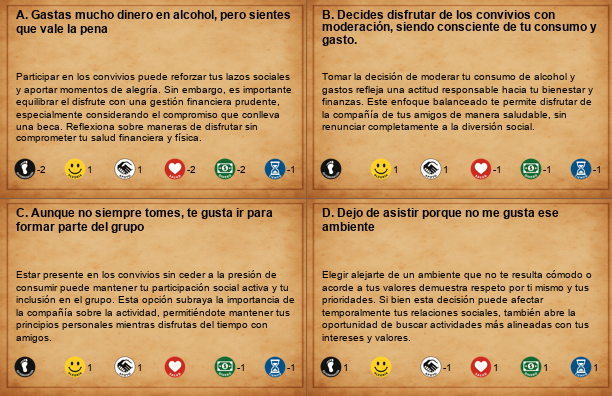 A. Gastas mucho dinero en alcohol, pero sientes
que vale la pena
Participar en los convivios puede reforzar tus lazos sociales
y aportar momentos de alegría. Sin embargo, es importante
equilibrar el disfrute con una gestión financiera prudente,
especialmente considerando el compromiso que conlleva
una beca. Reflexiona sobre maneras de disfrutar sin
comprometer tu salud financiera y física.
-2 1 1 -2 -2 -1
B. Decides disfrutar de los convivios con
moderación, siendo consciente de tu consumo y
gasto.
Tomar la decisión de moderar tu consumo de alcohol y
gastos refleja una actitud responsable hacia tu bienestar y
finanzas. Este enfoque balanceado te permite disfrutar de
la compañía de tus amigos de manera saludable, sin
renunciar completamente a la diversión social.
1 1 -1 -1 -1
C. Aunque no siempre tomes, te gusta ir para
formar parte del grupo
Estar presente en los convivios sin ceder a la presión de
consumir puede mantener tu participación social activa y tu
inclusión en el grupo. Esta opción subraya la importancia de
la compañía sobre la actividad, permitiéndote mantener tus
principios personales mientras disfrutas del tiempo con
amigos.
1 1 -1 -1
D. Dejo de asistir porque no me gusta ese
ambiente
Elegir alejarte de un ambiente que no te resulta cómodo o
acorde a tus valores demuestra respeto por ti mismo y tus
prioridades. Si bien esta decisión puede afectar
temporalmente tus relaciones sociales, también abre la
oportunidad de buscar actividades más alineadas con tus
intereses y valores.
1 -1 1 1 1